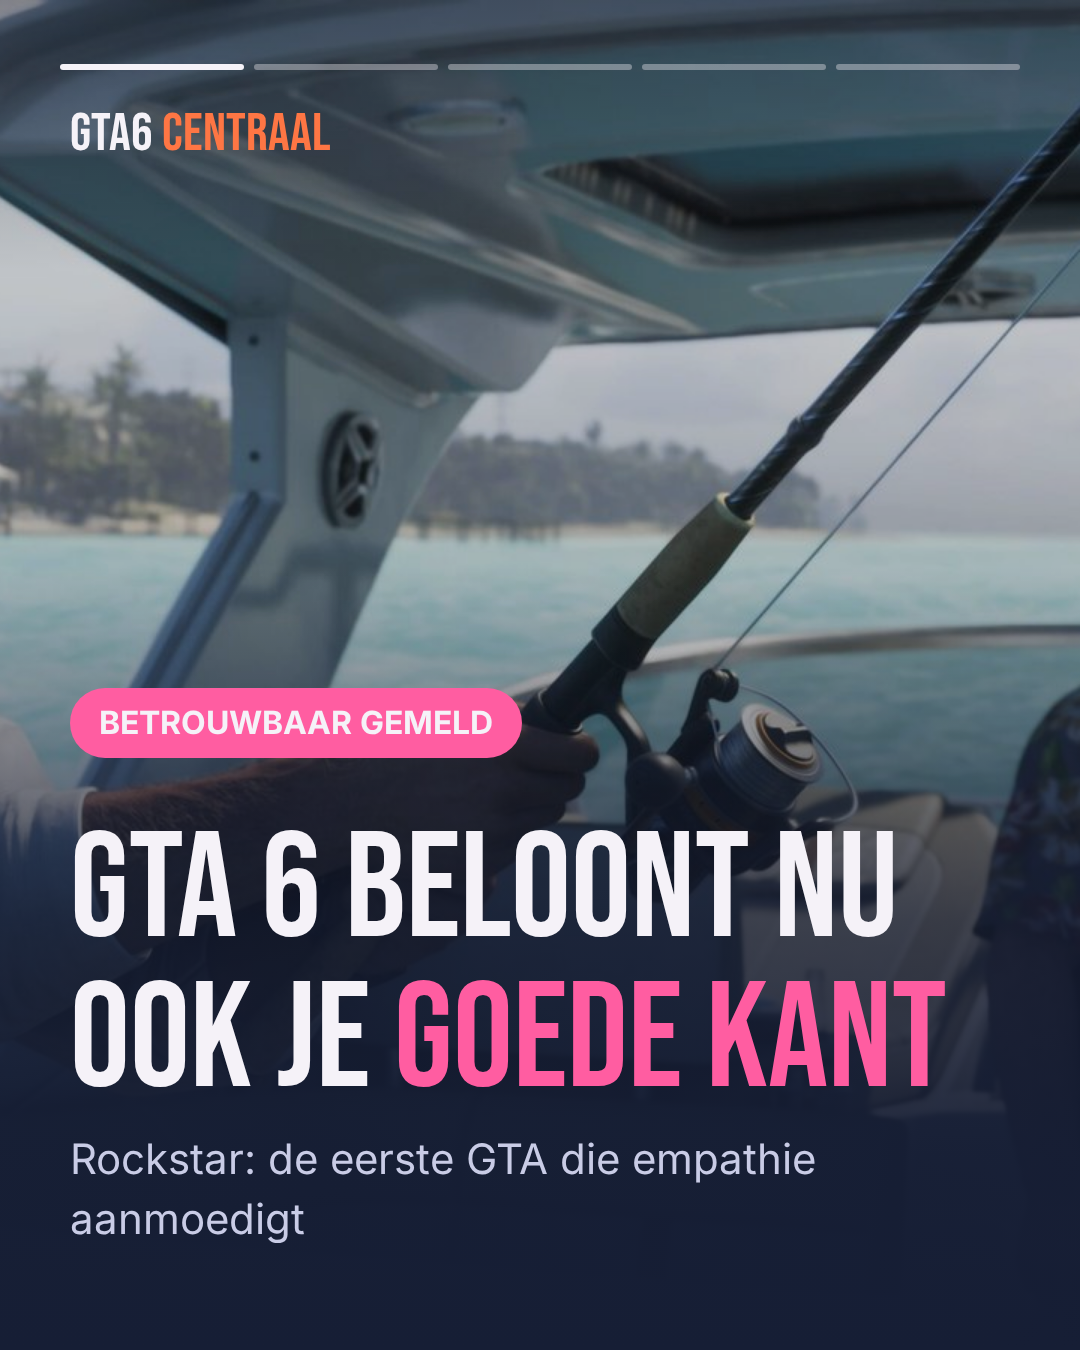 GTA6 CENTRAAL
BETROUWBAAR GEMELD
GTA 6 BELOONT NU
OOK JE GOEDE KANT
Rockstar: de eerste GTA die empathie
aanmoedigt